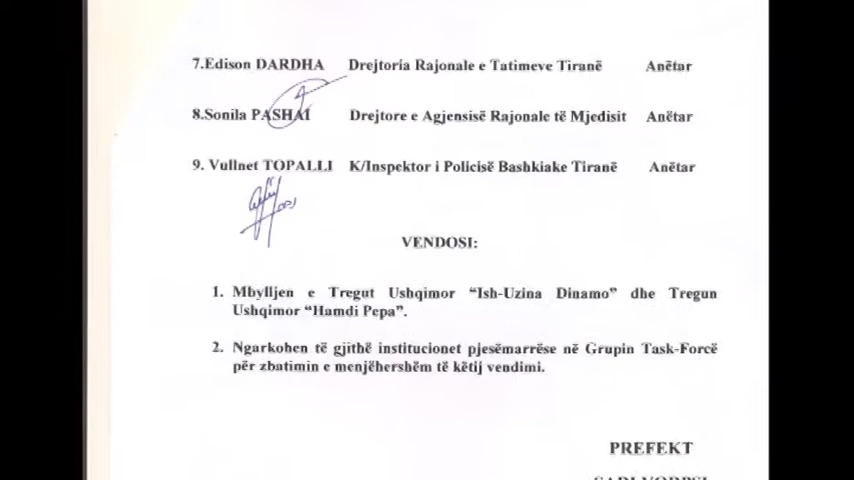 7.Edison DARDHA Drejtoria Rajonale e Tatimeve Tiranë Anëtar
8.Sonila PASHAI Drejtore e Agjensisë Rajonale të Mjedisit Anëtar
9. Vullnet TOPALLI K/Inspektor i Policisë Bashkiake Tiranë Anëtar
VENDOSI:
1. Mbylljen e Tregut Ushqimor “Ish-Uzina Dinamo” dhe Tregun
Ushqimor “Hamdi Pepa”.
2. Ngarkohen të gjithë institucionet pjesëmarrëse në Grupin Task-Forcë
për zbatimin e menjëhershëm të këtij vendimi.
PREFEKT